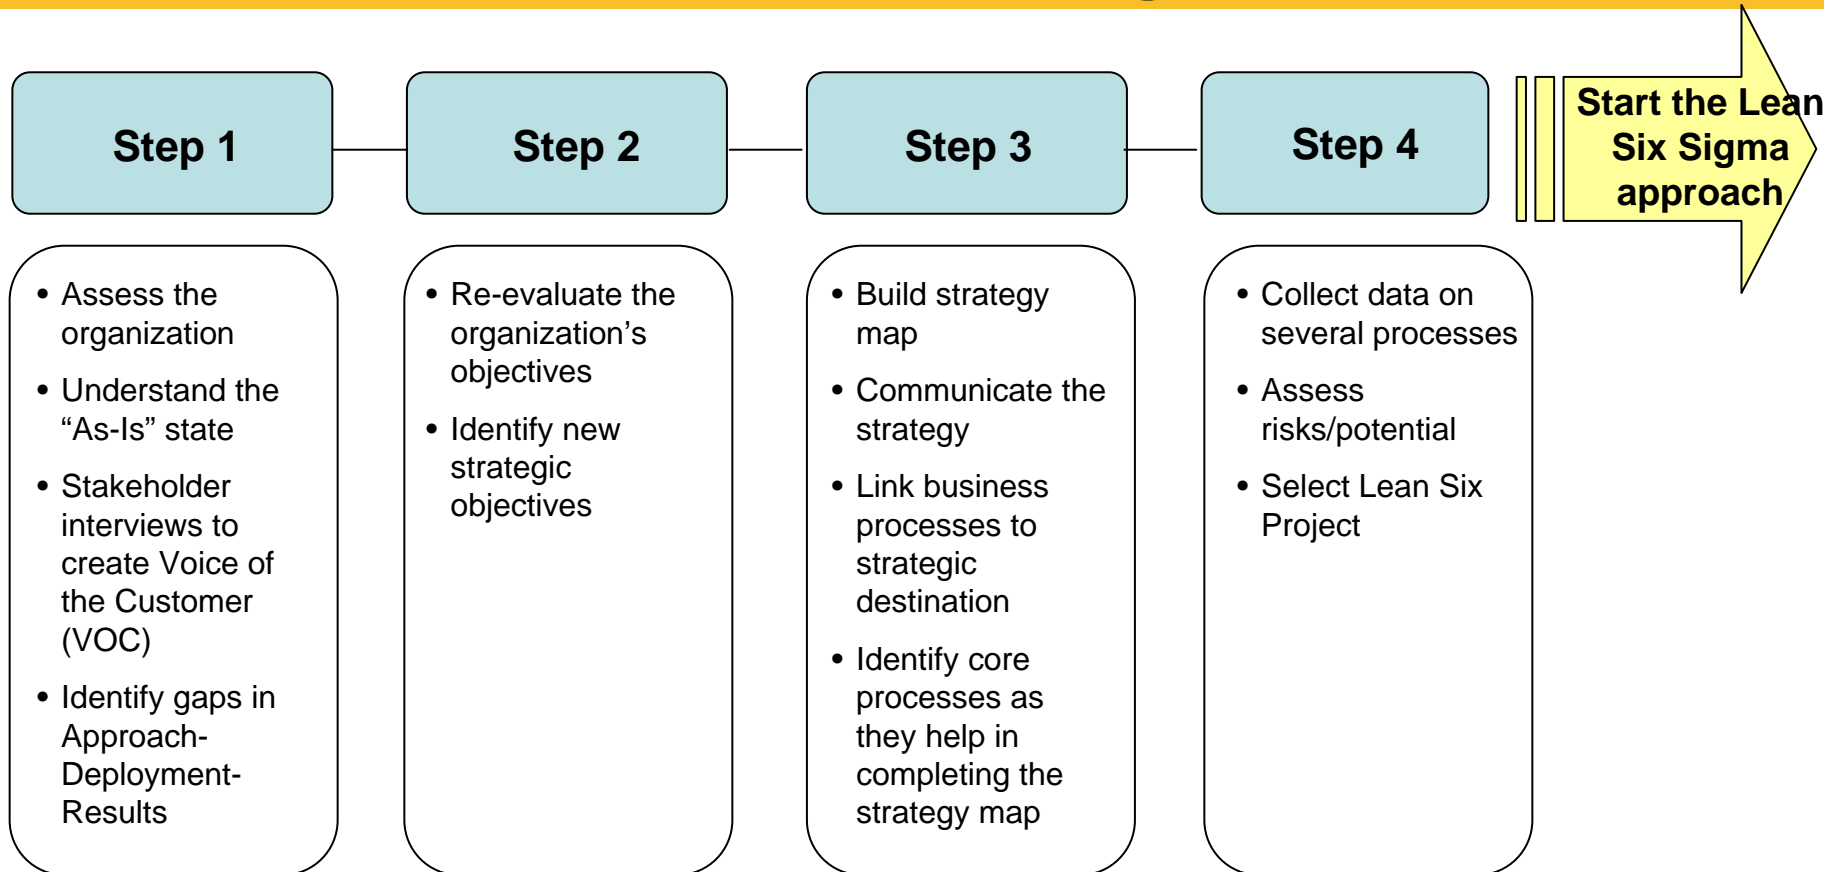 Step 1
Step 2
Step 3
Step 4
Start the Lean
Six Sigma
approach
• Assess the
organization
• Understand the
“As-Is” state
• Stakeholder
interviews to
create Voice of
the Customer
(VOC)
• Identify gaps in
Approach-
Deployment-
Results
• Re-evaluate the
organization’s
objectives
• Identify new
strategic
objectives
• Build strategy
map
• Communicate the
strategy
• Link business
processes to
strategic
destination
• Identify core
processes as
they help in
completing the
strategy map
• Collect data on
several processes
• Assess
risks/potential
• Select Lean Six
Project